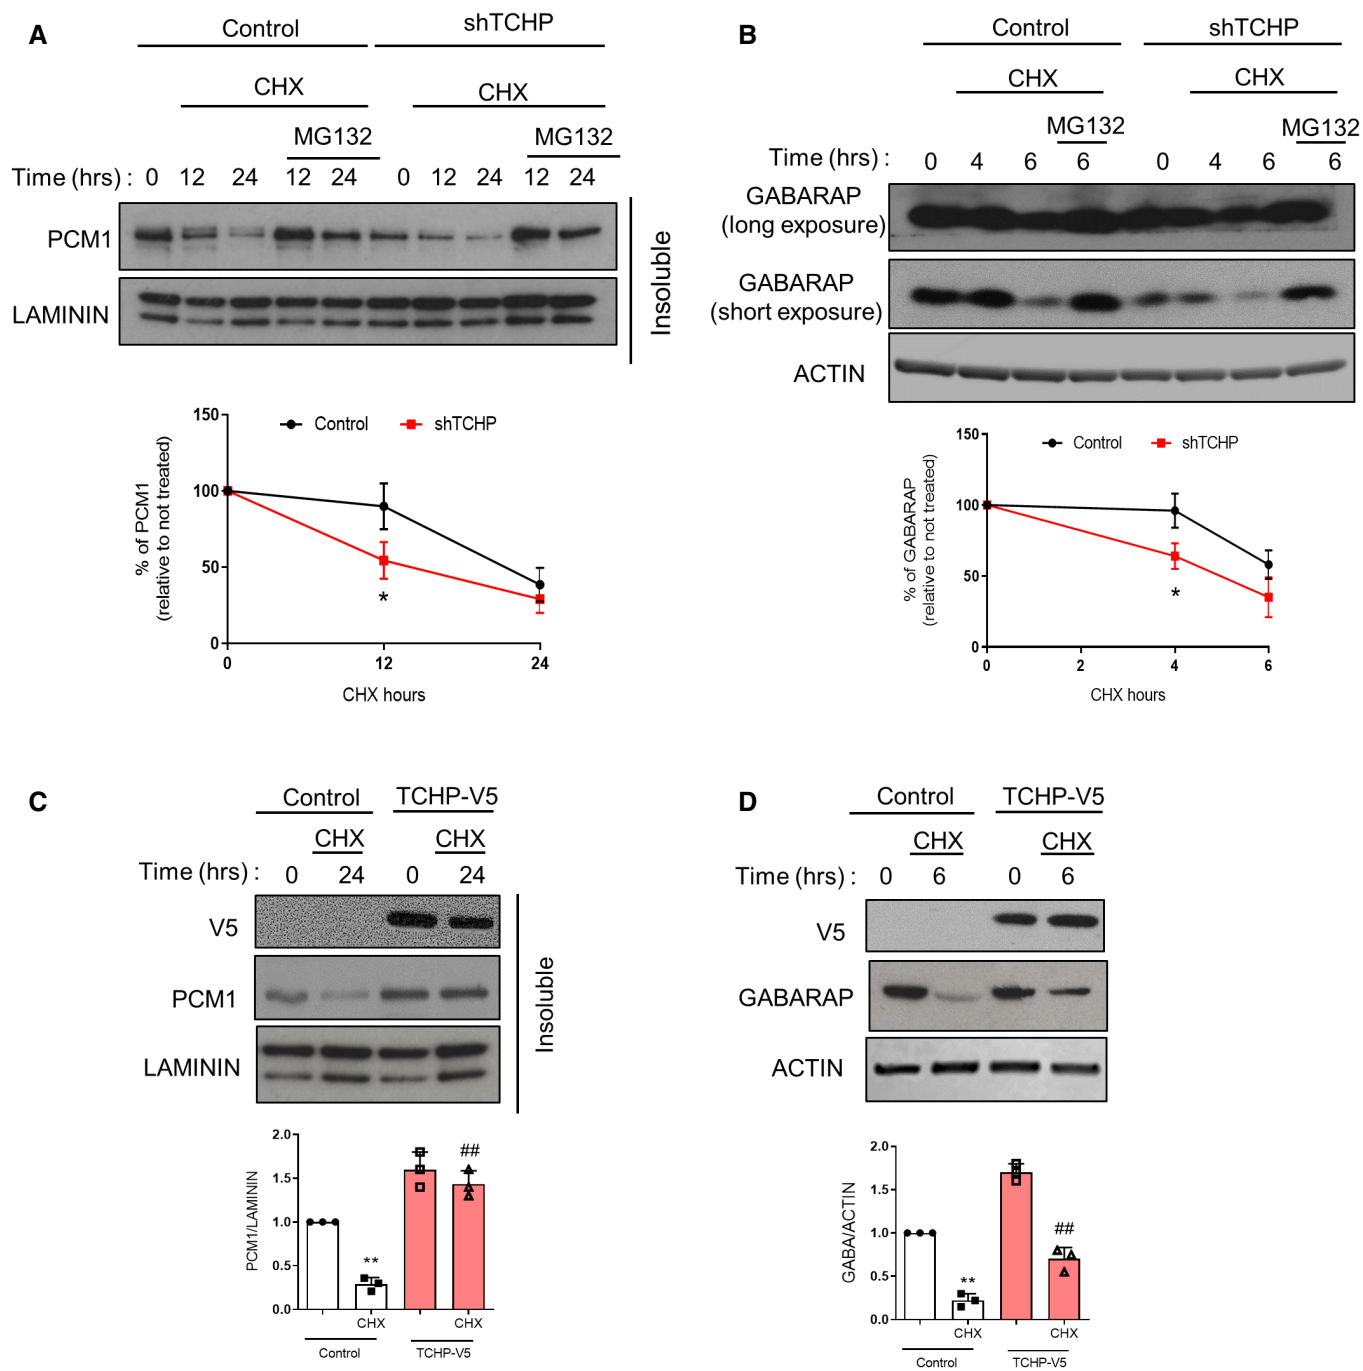 A
Control
shTCHP
CHX
CHX
MG132
MG132
Time (hrs) : 0 12 24 12 24 0 12 24 12 24
PCM1
LAMININ
Insoluble
150
100
50
0
% of PCM1
(relative to not treated)
Control
shTCHP
*
0 12 24
CHX hours
B
Control
shTCHP
CHX
CHX
MG132
MG132
Time (hrs) : 0 4 6 6 0 4 6 6
GABARAP
(long exposure)
GABARAP
(short exposure)
ACTIN
150
100
50
0
% of GABARAP
(relative to not treated)
Control
shTCHP
*
0 2 4 6
CHX hours
C
Control
TCHP-V5
CHX
CHX
Time (hrs) : 0 24 0 24
V5
PCM1
LAMININ
Insoluble
2.0
1.5
1.0
0.5
0.0
PCM1/LAMININ
**
##
CHX
CHX
Control
TCHP-V5
D
Control
TCHP-V5
CHX
CHX
Time (hrs) : 0 6 0 6
V5
GABARAP
ACTIN
2.0
1.5
1.0
0.5
0.0
GABA/ACTIN
**
##
CHX
CHX
Control
TCHP-V5